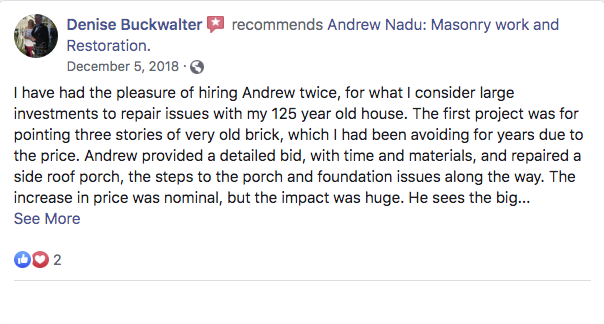 Denise Buckwalter recommends Andrew Nadu: Masonry work and
Restoration.
December 5, 2018 ·
I have had the pleasure of hiring Andrew twice, for what I consider large
investments to repair issues with my 125 year old house. The first project was for
pointing three stories of very old brick, which I had been avoiding for years due to
the price. Andrew provided a detailed bid, with time and materials, and repaired a
side roof porch, the steps to the porch and foundation issues along the way. The
increase in price was nominal, but the impact was huge. He sees the big...
See More
2